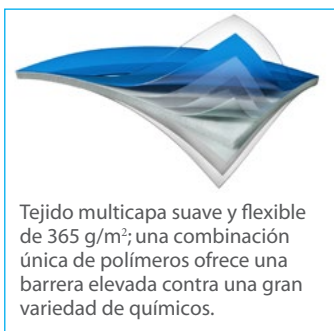 Tejido multicapa suave y flexible
de 365 g/m²; una combinación
única de polímeros ofrece una
barrera elevada contra una gran
variedad de químicos.